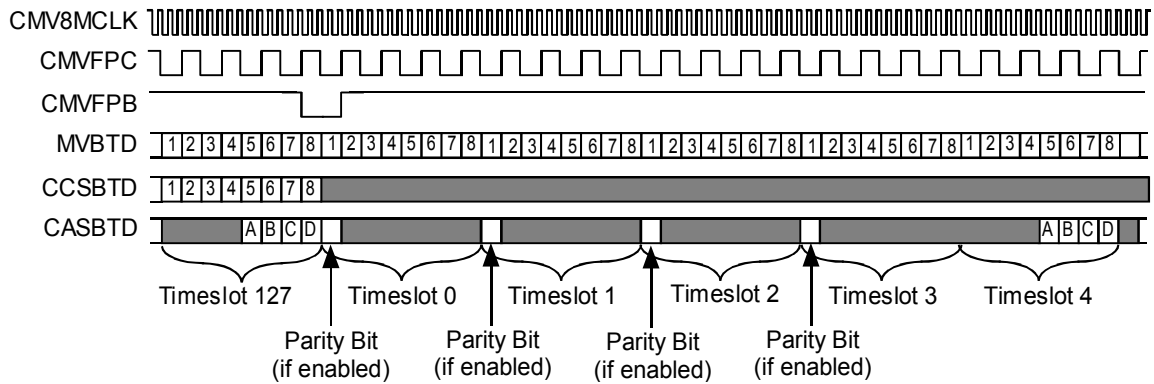 CMV8MCLK
CMVFPC
CMVFPB
MVBTD 1 2 3 4 5 6 7 8 1 2 3 4 5 6 7 8 1 2 3 4 5 6 7 8 1 2 3 4 5 6 7 8 1 2 3 4 5 6 7 8 1 2 3 4 5 6 7 8
CCSBTD 1 2 3 4 5 6 7 8
CASBTD A B C D A B C D
Timeslot 127 Timeslot 0 Timeslot 1 Timeslot 2 Timeslot 3 Timeslot 4
Parity Bit Parity Bit Parity Bit Parity Bit
(if enabled) (if enabled) (if enabled) (if enabled)